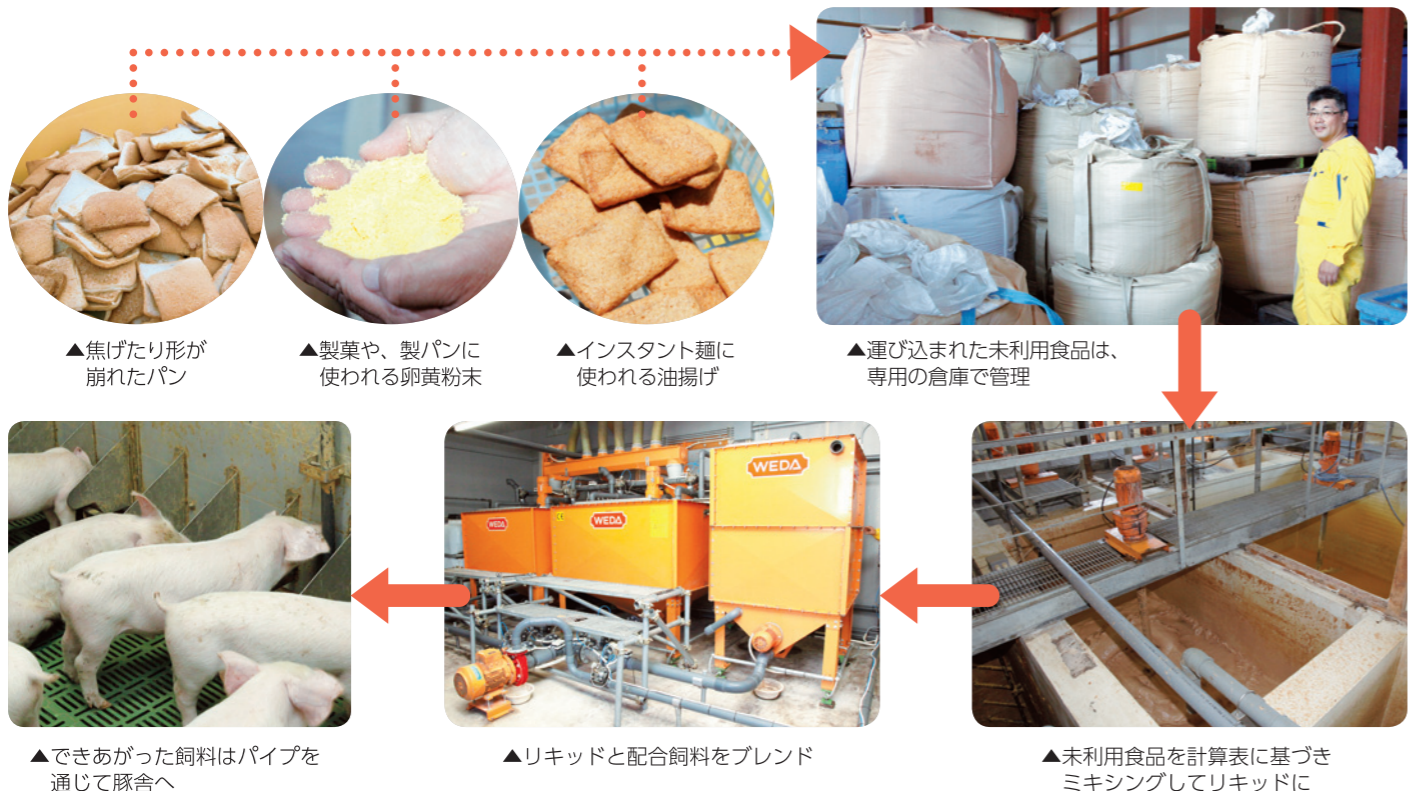 ▲焦げたり形が
崩れたパン
▲製菓や、製パンに
使われる卵黄粉末
▲インスタント麺に
使われる油揚げ
▲運び込まれた未利用食品は、
専用の倉庫で管理
WEDA
WEDA
WEDA
▲できあがった飼料はパイプを
通じて豚舎へ
▲リキッドと配合飼料をブレンド
▲未利用食品を計算表に基づき
ミキシングしてリキッドに